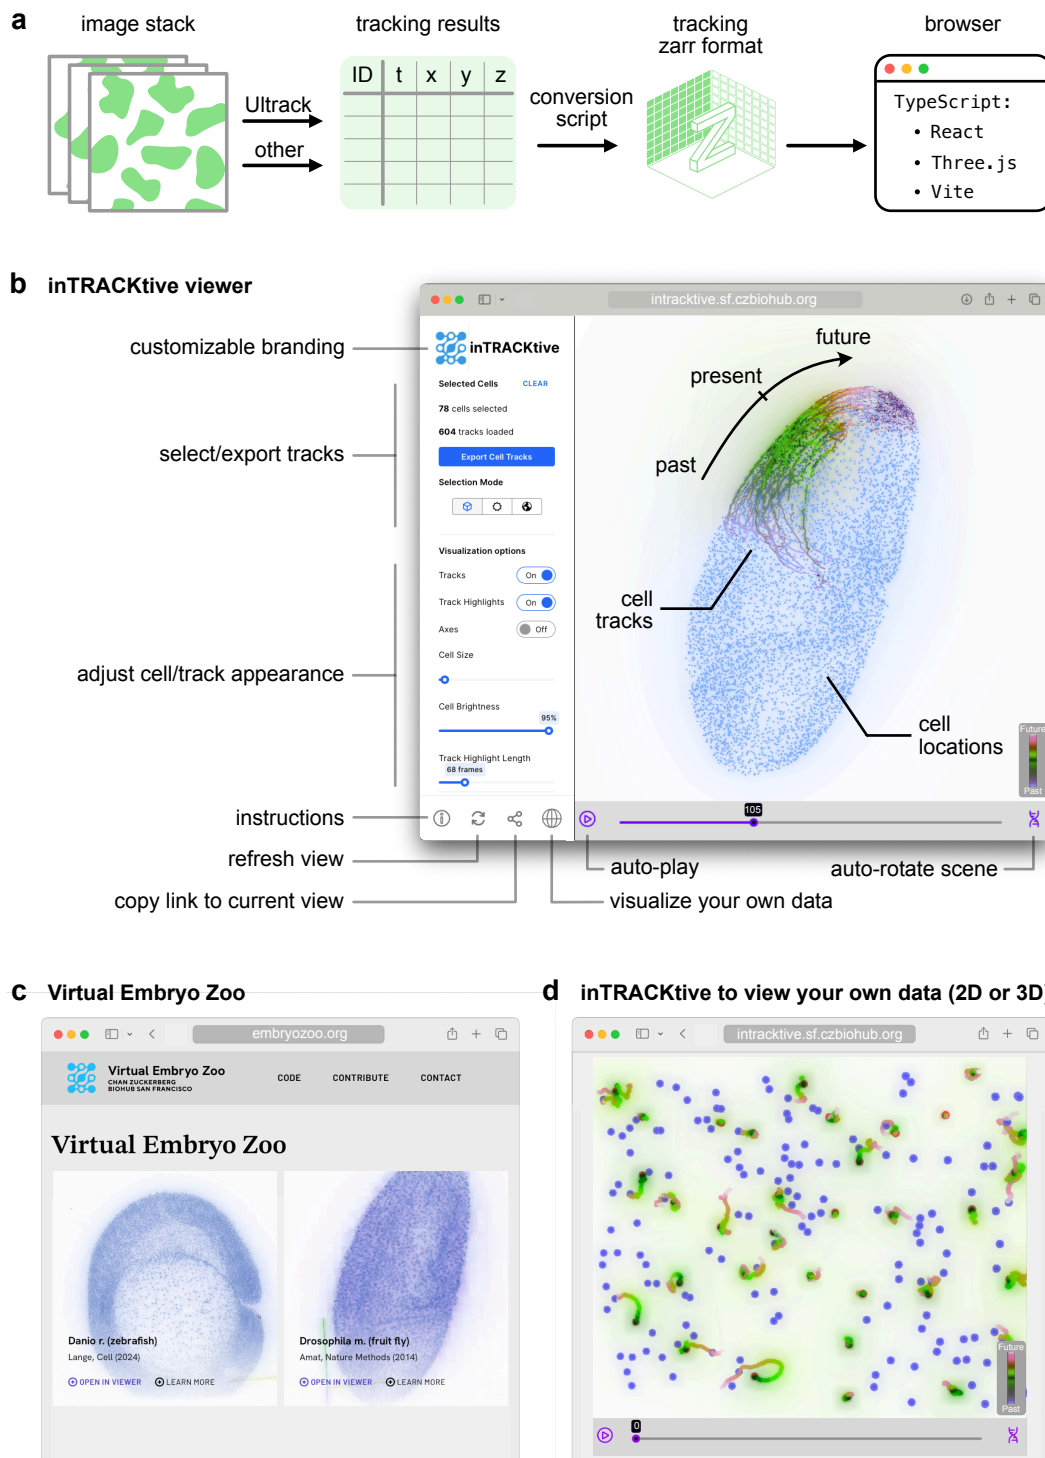 a
image stack
tracking results
tracking
zarr format
browser
Ultrack
other
ID t x y z
conversion
script
Z
TypeScript:
• React
• Three.js
• Vite
b inTRACKtive viewer
intracktive.sf.czbiohub.org
customizable branding
inTRACKtive
Selected Cells CLEAR
78 cells selected
604 tracks loaded
select/export tracks
Export Cell Tracks
Selection Mode
future
present
past
Visualization options
Tracks On
Track Highlights On
Axes Off
adjust cell/track appearance
Cell Size
Cell Brightness
95%
Track Highlight Length
68 frames
cell
tracks
cell
locations
Future
Past
105
instructions
refresh view
copy link to current view
auto-play
auto-rotate scene
visualize your own data
c Virtual Embryo Zoo
embryozoo.org
Virtual Embryo Zoo
CHAN ZUCKERBERG
BIOHUB SAN FRANCISCO
CODE CONTRIBUTE CONTACT
Virtual Embryo Zoo
Danio r. (zebrafish)
Lange, Cell (2024)
OPEN IN VIEWER LEARN MORE
Drosophila m. (fruit fly)
Amat, Nature Methods (2014)
OPEN IN VIEWER LEARN MORE
d inTRACKtive to view your own data (2D or 3D)
intracktive.sf.czbiohub.org
Future
Past
0